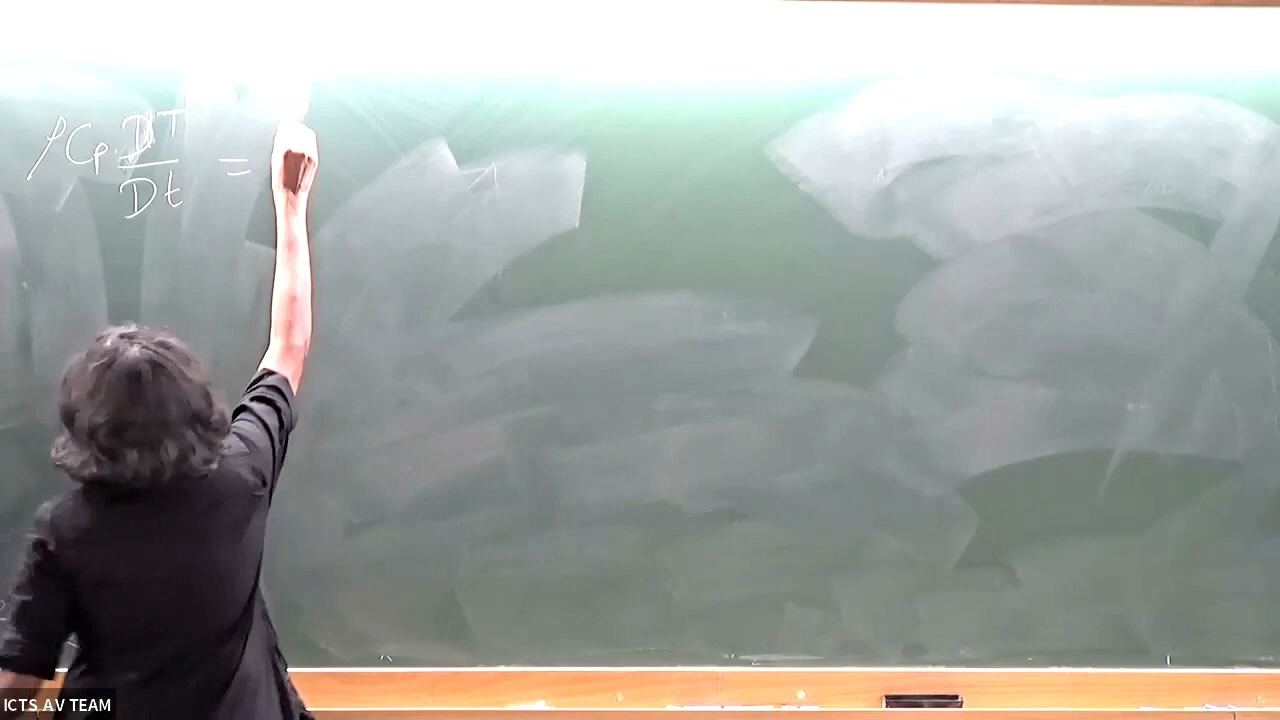 ρCp DT/Dt =
ICTS AV TEAM